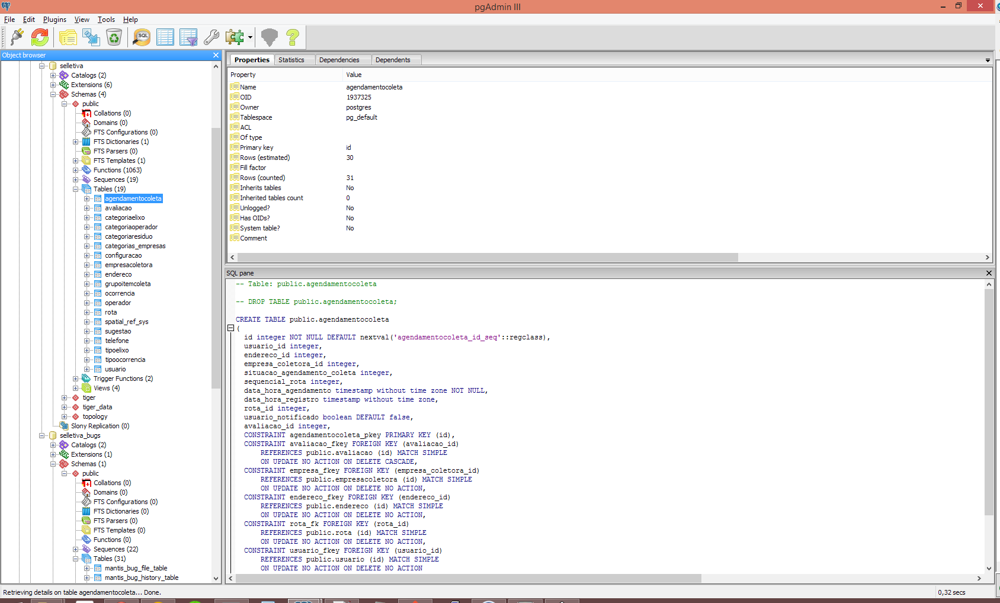 pgAdmin III
File Edit Plugins View Tools Help
SQL
Object browser
selletiva
Catalogs (2)
Extensions (6)
Schemas (4)
public
Collations (0)
Domains (0)
FTS Configurations (0)
FTS Dictionaries (1)
FTS Parsers (0)
FTS Templates (1)
Functions (1063)
Sequences (19)
Tables (19)
agendamentocoleta
avaliacao
categoriaelixo
categoriaoperador
categoriaresiduo
categorias_empresas
configuracao
empresacoletora
endereco
grupoitemcoleta
ocorrencia
operador
rota
spatial_ref_sys
sugestao
telefone
tipoelixo
tipoocorrencia
usuario
Trigger Functions (2)
Views (4)
tiger
tiger_data
topology
Slony Replication (0)
selletiva_bugs
Catalogs (2)
Extensions (1)
Schemas (1)
public
Collations (0)
Domains (0)
FTS Configurations (0)
FTS Dictionaries (0)
FTS Parsers (0)
FTS Templates (0)
Functions (0)
Sequences (22)
Tables (31)
mantis_bug_file_table
mantis_bug_history_table
Properties Statistics Dependencies Dependents
Property Value
Name agendamentocoleta
OID 1937325
Owner postgres
Tablespace pg_default
ACL
Of type
Primary key id
Rows (estimated) 30
Fill factor
Rows (counted) 31
Inherits tables No
Inherited tables count 0
Unlogged? No
Has OIDs? No
System table? No
Comment
SQL pane
-- Table: public.agendamentocoleta
-- DROP TABLE public.agendamentocoleta;
CREATE TABLE public.agendamentocoleta
(
id integer NOT NULL DEFAULT nextval('agendamentocoleta_id_seq'::regclass),
usuario_id integer,
endereco_id integer,
empresa_coletora_id integer,
situacao_agendamento_coleta integer,
sequencial_rota integer,
data_hora_agendamento timestamp without time zone NOT NULL,
data_hora_registro timestamp without time zone,
rota_id integer,
usuario_notificado boolean DEFAULT false,
avaliacao_id integer,
CONSTRAINT agendamentocoleta_pkey PRIMARY KEY (id),
CONSTRAINT avaliacao_fkey FOREIGN KEY (avaliacao_id)
REFERENCES public.avaliacao (id) MATCH SIMPLE
ON UPDATE NO ACTION ON DELETE CASCADE,
CONSTRAINT empresa_fkey FOREIGN KEY (empresa_coletora_id)
REFERENCES public.empresacoletora (id) MATCH SIMPLE
ON UPDATE NO ACTION ON DELETE NO ACTION,
CONSTRAINT endereco_fkey FOREIGN KEY (endereco_id)
REFERENCES public.endereco (id) MATCH SIMPLE
ON UPDATE NO ACTION ON DELETE NO ACTION,
CONSTRAINT rota_fk FOREIGN KEY (rota_id)
REFERENCES public.rota (id) MATCH SIMPLE
ON UPDATE NO ACTION ON DELETE NO ACTION,
CONSTRAINT usuario_fkey FOREIGN KEY (usuario_id)
REFERENCES public.usuario (id) MATCH SIMPLE
ON UPDATE NO ACTION ON DELETE NO ACTION
Retrieving details on table agendamentocoleta... Done. 0,32 secs